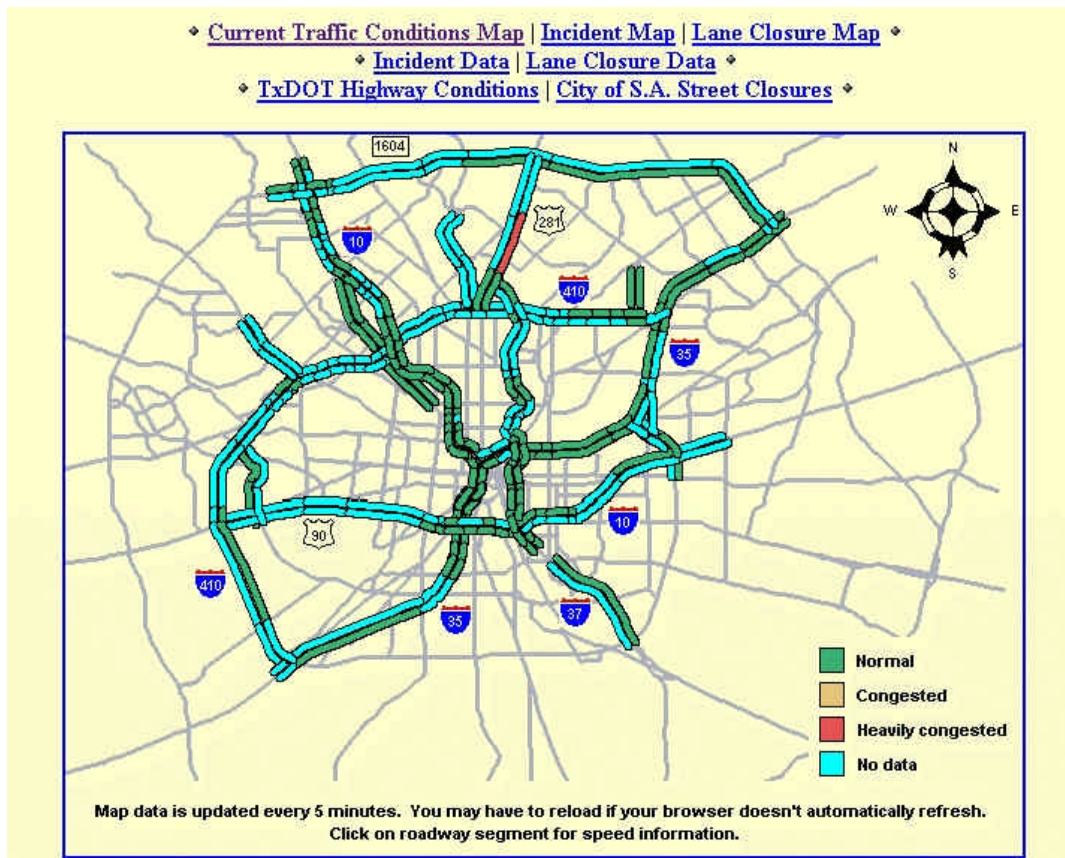 Current Traffic Conditions Map | Incident Map | Lane Closure Map
Incident Data | Lane Closure Data
TxDOT Highway Conditions | City of S.A. Street Closures
1604
N
W
E
S
281
10
410
35
10
90
410
35
37
Normal
Congested
Heavily congested
No data
Map data is updated every 5 minutes. You may have to reload if your browser doesn't automatically refresh.
Click on roadway segment for speed information.